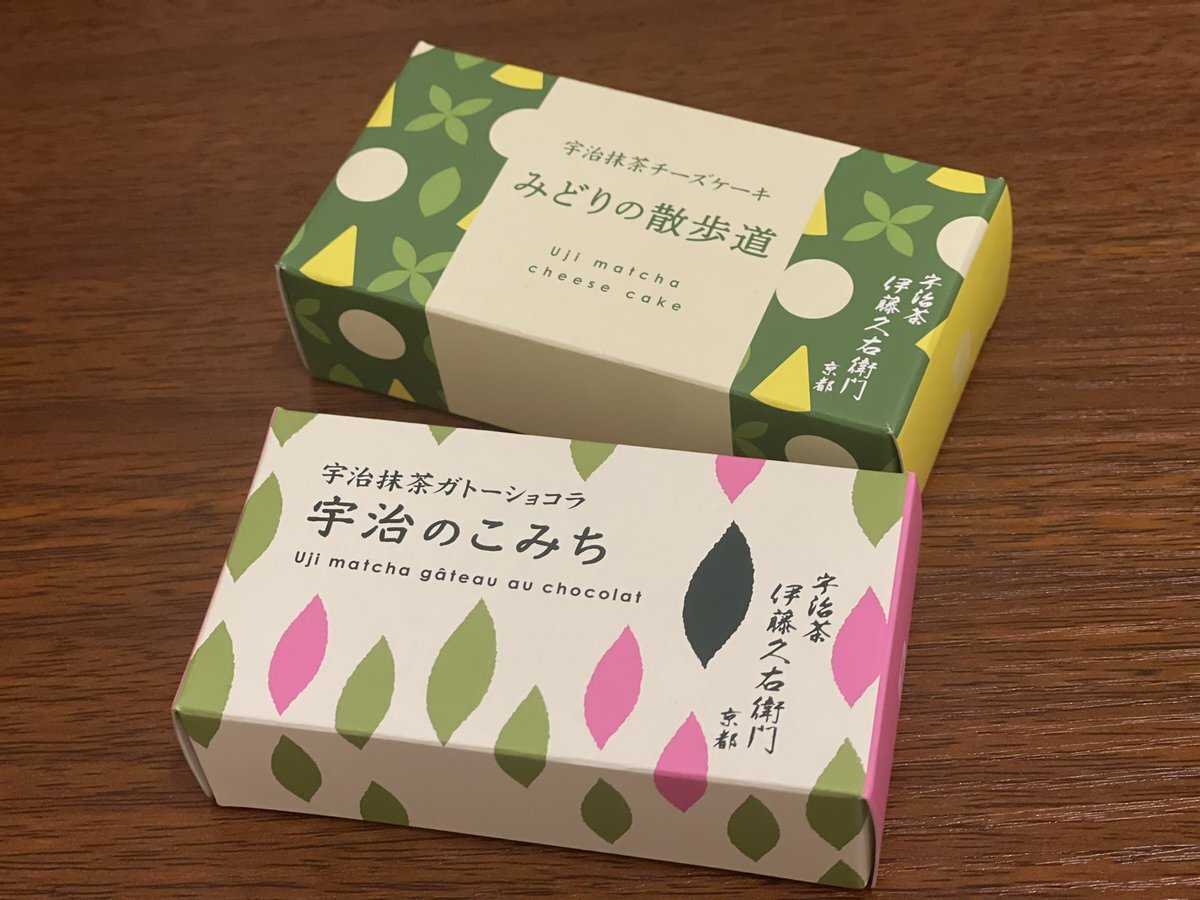 宇治抹茶チーズケーキ
みどりの散歩道
Uji matcha
cheese cake
宇治茶
伊藤久右衛門
京都
宇治抹茶ガトーショコラ
宇治のこみち
Uji matcha gâteau au chocolat
宇治茶
伊藤久右衛門
京都